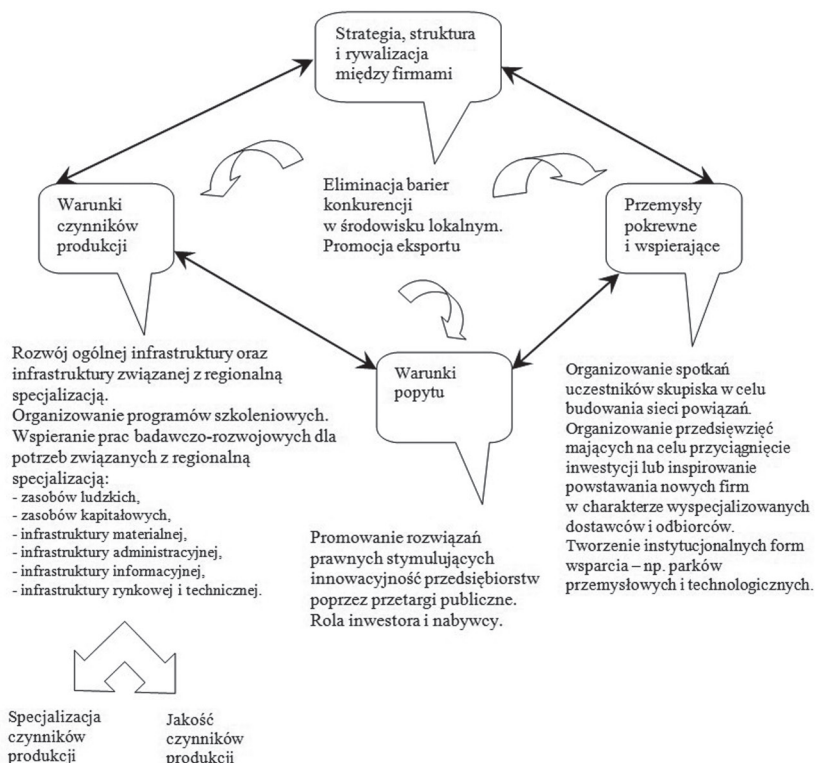 Strategia, struktura
i rywalizacja
między firmami
Eliminacja barier
konkurencji
w środowisku lokalnym.
Promocja eksportu
Warunki
czynników
produkcji
Przemysły
pokrewne
i wspierające
Rozwój ogólnej infrastruktury oraz
infrastruktury związanej z regionalną
specjalizacją.
Organizowanie programów szkoleniowych.
Wspieranie prac badawczo-rozwojowych dla
potrzeb związanych z regionalną
specjalizacją:
- zasobów ludzkich,
- zasobów kapitałowych,
- infrastruktury materialnej,
- infrastruktury administracyjnej,
- infrastruktury informacyjnej,
- infrastruktury rynkowej i technicznej.
Warunki
popytu
Promowanie rozwiązań
prawnych stymulujących
innowacyjność przedsiębiorstw
poprzez przetargi publiczne.
Rola inwestora i nabywcy.
Organizowanie spotkań
uczestników skupiska w celu
budowania sieci powiązań.
Organizowanie przedsięwzięć
mających na celu przyciągnięcie
inwestycji lub inspirowanie
powstawania nowych firm
w charakterze wyspecjalizowanych
dostawców i odbiorców.
Tworzenie instytucjonalnych form
wsparcia – np. parków
przemysłowych i technologicznych.
Specjalizacja
czynników
produkcji
Jakość
czynników
produkcji